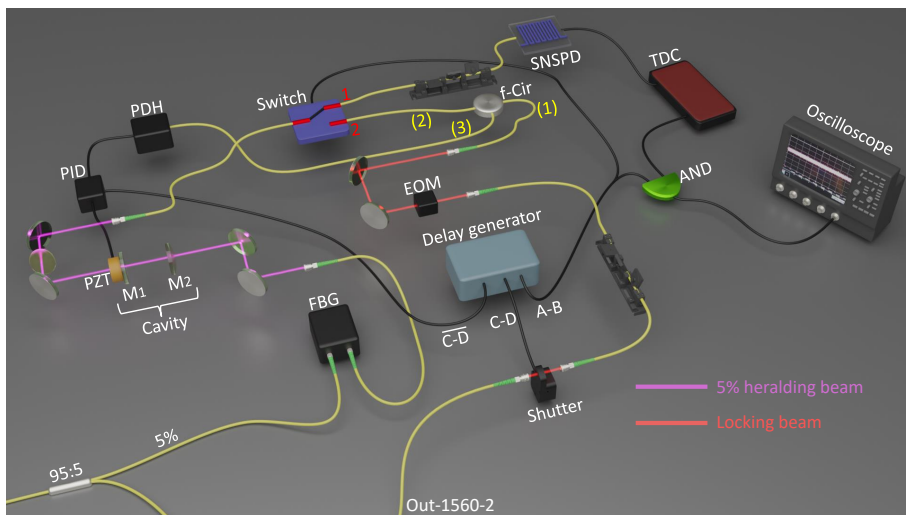 SNSPD
TDC
Switch
1
f-Cir
PDH
2
(2)
(3)
(1)
Oscilloscope
PID
EOM
AND
Delay generator
PZT
M1
M2
Cavity
FBG
C-D
C-D
A-B
Shutter
5% heralding beam
Locking beam
5%
95:5
Out-1560-2